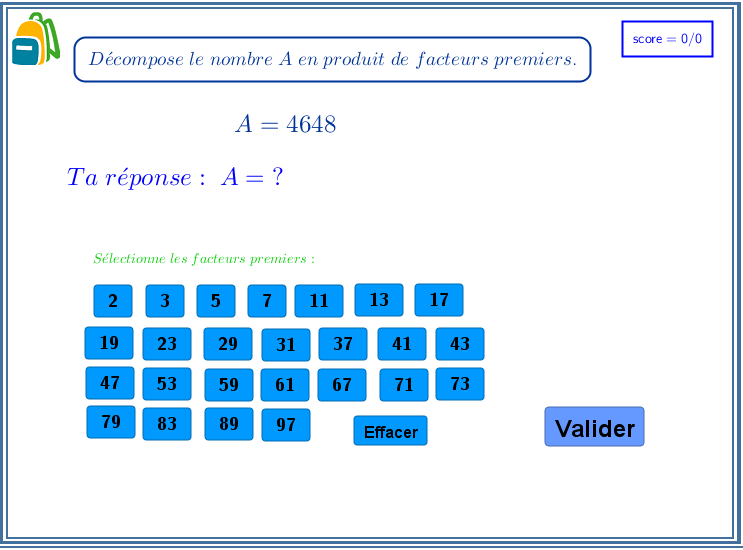 score = 0/0
Décompose le nombre A en produit de facteurs premiers.
A = 4648
Ta réponse : A = ?
Sélectionne les facteurs premiers :
2 3 5 7 11 13 17
19 23 29 31 37 41 43
47 53 59 61 67 71 73
79 83 89 97 Effacer Valider